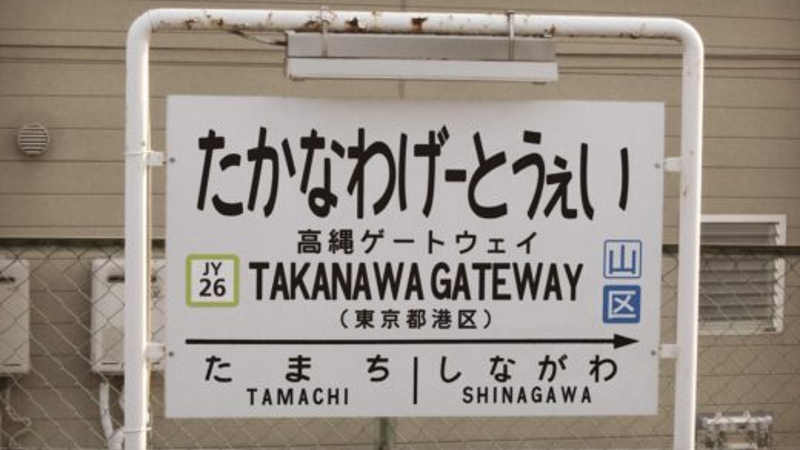 たかなわげーとうぇい
高縄ゲートウェイ
JY
26
TAKANAWA GATEWAY
山
区
（東京都港区）
たまち しながわ
TAMACHI SHINAGAWA